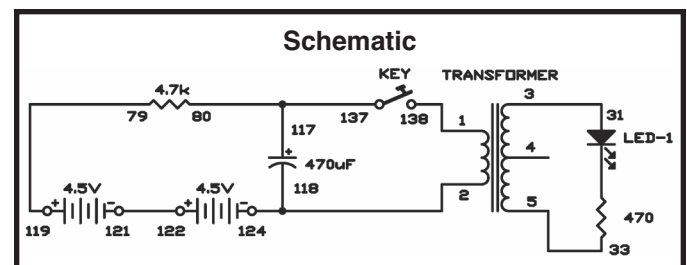 Schematic
KEY TRANSFORMER
4.7k 3
79 80 137 138 1 31
117 LED-1
+ 470uF 4
4.5V 4.5V 118 2 5 470
+ - + -
119 121 122 124 33